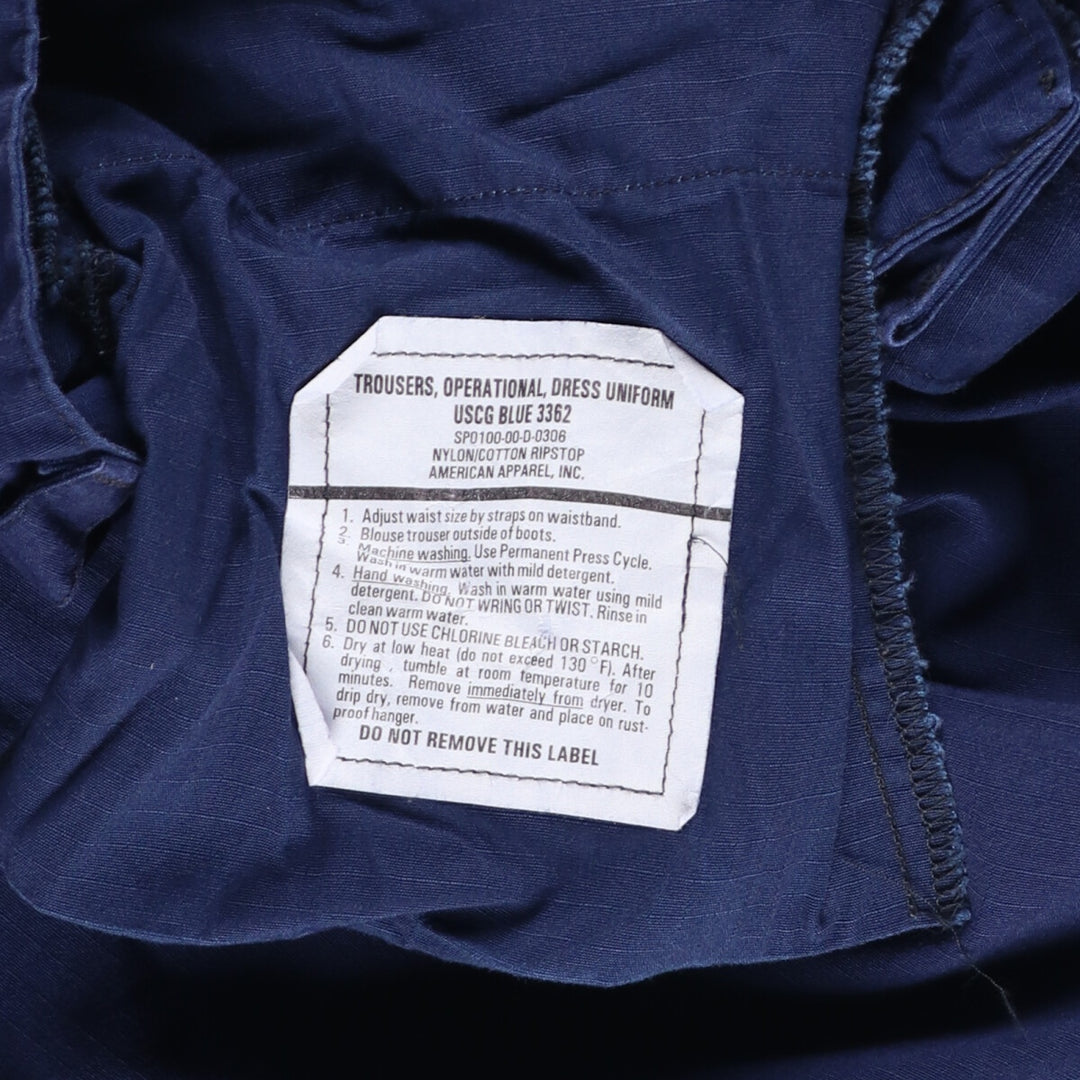 TROUSERS, OPERATIONAL, DRESS UNIFORM
USCG BLUE 3362
SP0100-00-D-0306
NYLON/COTTON RIPSTOP
AMERICAN APPAREL, INC.
1. Adjust waist size by straps on waistband.
2. Blouse trouser outside of boots.
3. Machine washing. Use Permanent Press Cycle.
Wash in warm water with mild detergent.
4. Hand washing. Wash in warm water using mild
detergent. DO NOT WRING OR TWIST. Rinse in
clean warm water.
5. DO NOT USE CHLORINE BLEACH OR STARCH.
6. Dry at low heat (do not exceed 130°F). After
drying, tumble at room temperature for 10
minutes. Remove immediately from dryer. To
drip dry, remove from water and place on rust-
proof hanger.
DO NOT REMOVE THIS LABEL